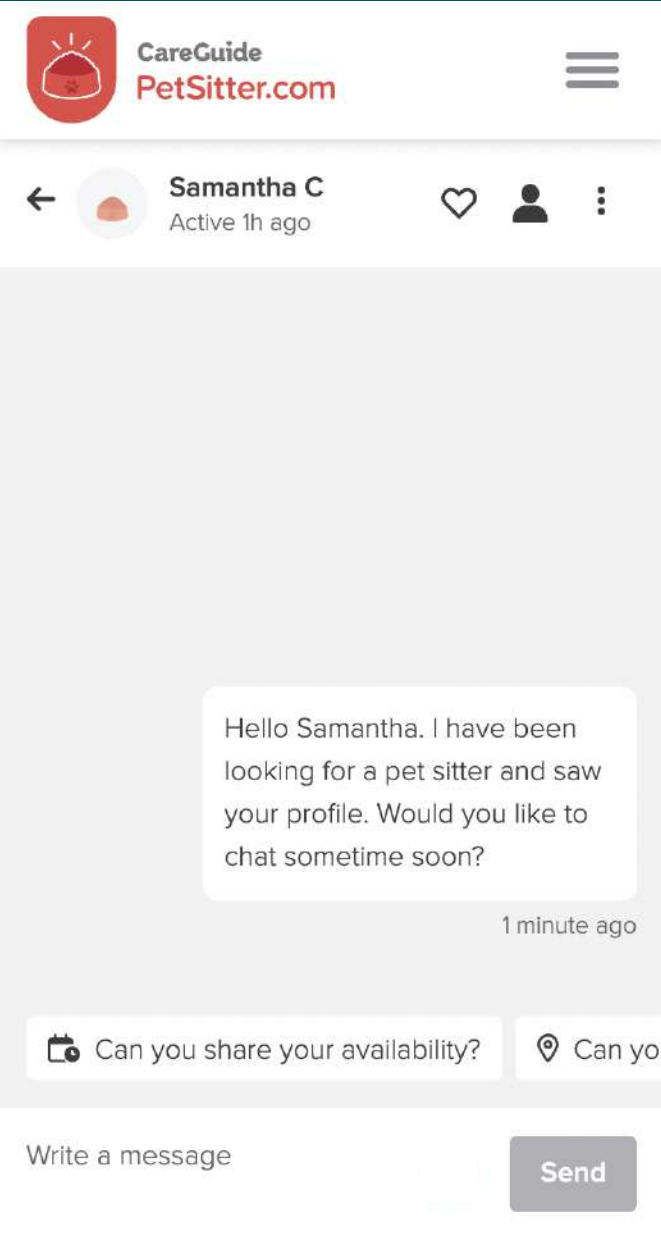 CareGuide
PetSitter.com
Samantha C
Active 1h ago
Hello Samantha. I have been
looking for a pet sitter and saw
your profile. Would you like to
chat sometime soon?
1 minute ago
Can you share your availability?
Can yo
Write a message
Send